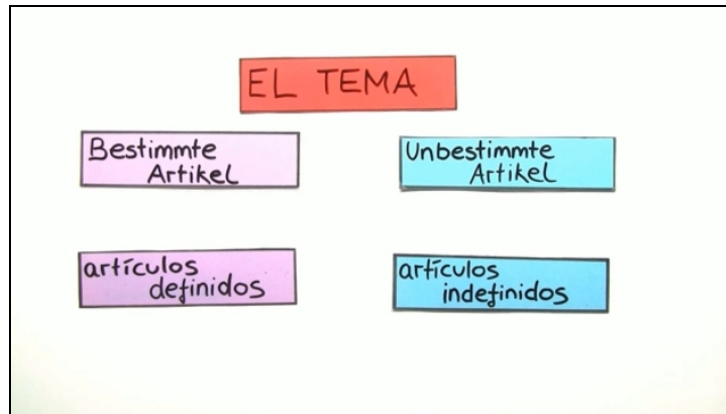 EL TEMA
Bestimmte
Artikel
Unbestimmte
Artikel
artículos
definidos
artículos
indefinidos